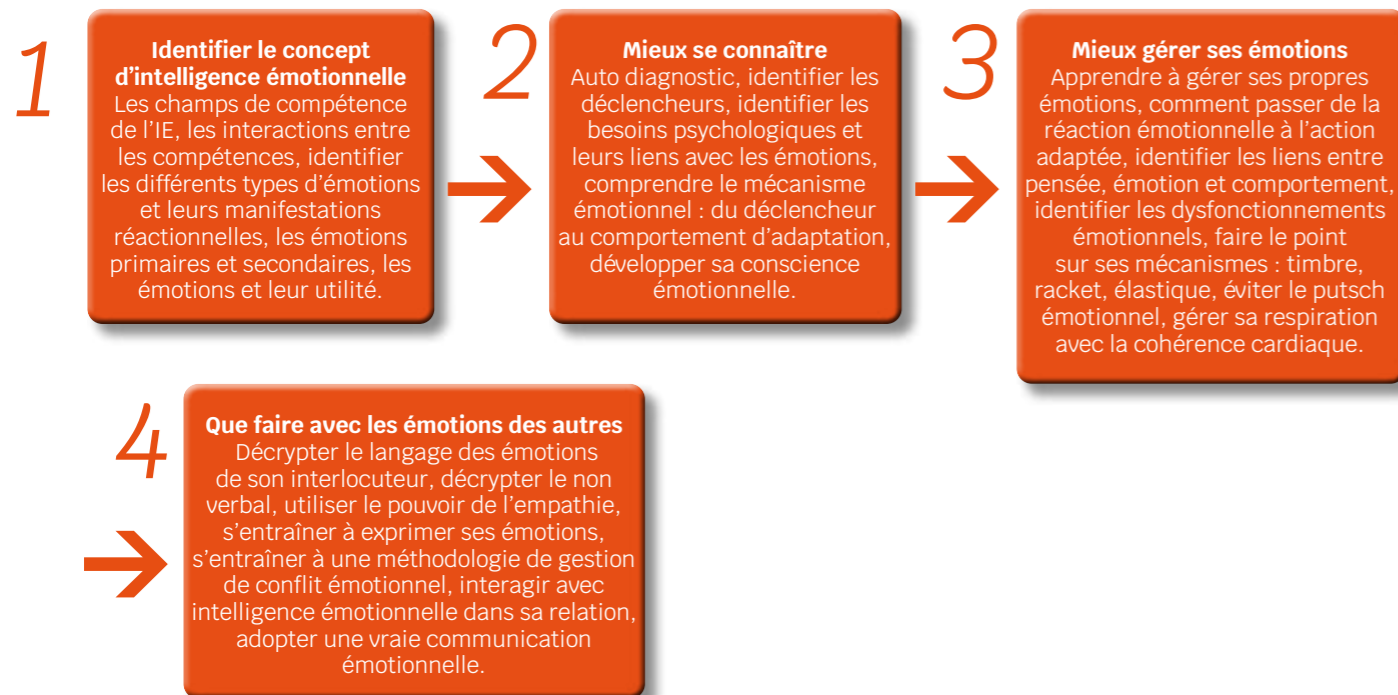 1
Identifier le concept
d'intelligence émotionnelle
Les champs de compétence
de l'IE, les interactions entre
les compétences, identifier
les différents types d'émotions
et leurs manifestations
réactionnelles, les émotions
primaires et secondaires, les
émotions et leur utilité.
2
Mieux se connaître
Auto diagnostic, identifier les
déclencheurs, identifier les
besoins psychologiques et
leurs liens avec les émotions,
comprendre le mécanisme
émotionnel : du déclencheur
au comportement d'adaptation,
développer sa conscience
émotionnelle.
3
Mieux gérer ses émotions
Apprendre à gérer ses propres
émotions, comment passer de la
réaction émotionnelle à l'action
adaptée, identifier les liens entre
pensée, émotion et comportement,
identifier les dysfonctionnements
émotionnels, faire le point
sur ses mécanismes : timbre,
racket, élastique, éviter le putsch
émotionnel, gérer sa respiration
avec la cohérence cardiaque.
4
Que faire avec les émotions des autres
Décrypter le langage des émotions
de son interlocuteur, décrypter le non
verbal, utiliser le pouvoir de l'empathie,
s'entraîner à exprimer ses émotions,
s'entraîner à une méthodologie de gestion
de conflit émotionnel, interagir avec
intelligence émotionnelle dans sa relation,
adopter une vraie communication
émotionnelle.